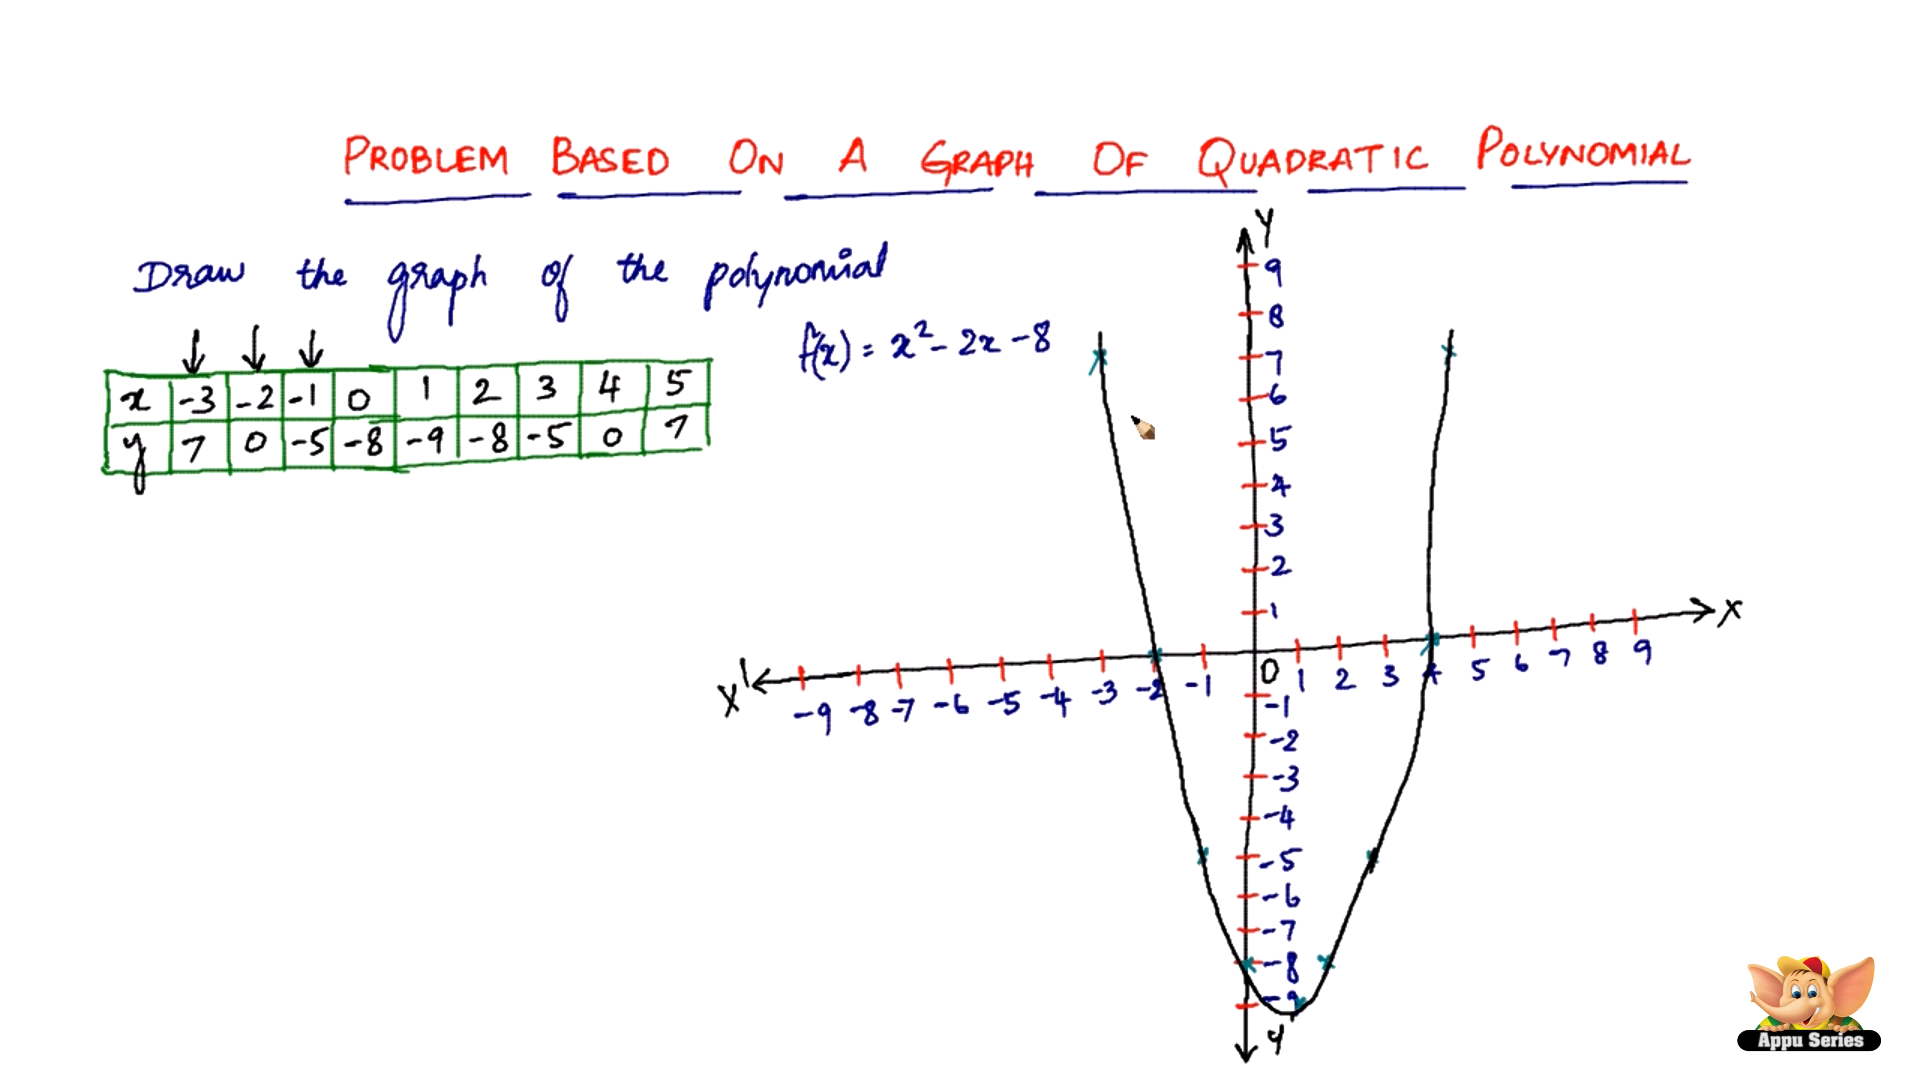 PROBLEM BASED ON A GRAPH OF QUADRATIC POLYNOMIAL
Draw the graph of the polynomial
f(x) = x² - 2x - 8
x -3 -2 -1 0 1 2 3 4 5
y 7 0 -5 -8 -9 -8 -5 0 7
Y
9
8
7
6
5
4
3
2
1
X
X'
-9 -8 -7 -6 -5 -4 -3 -2 -1 0 1 2 3 4 5 6 7 8 9
-1
-2
-3
-4
-5
-6
-7
-8
-9
Y'
Appu Series